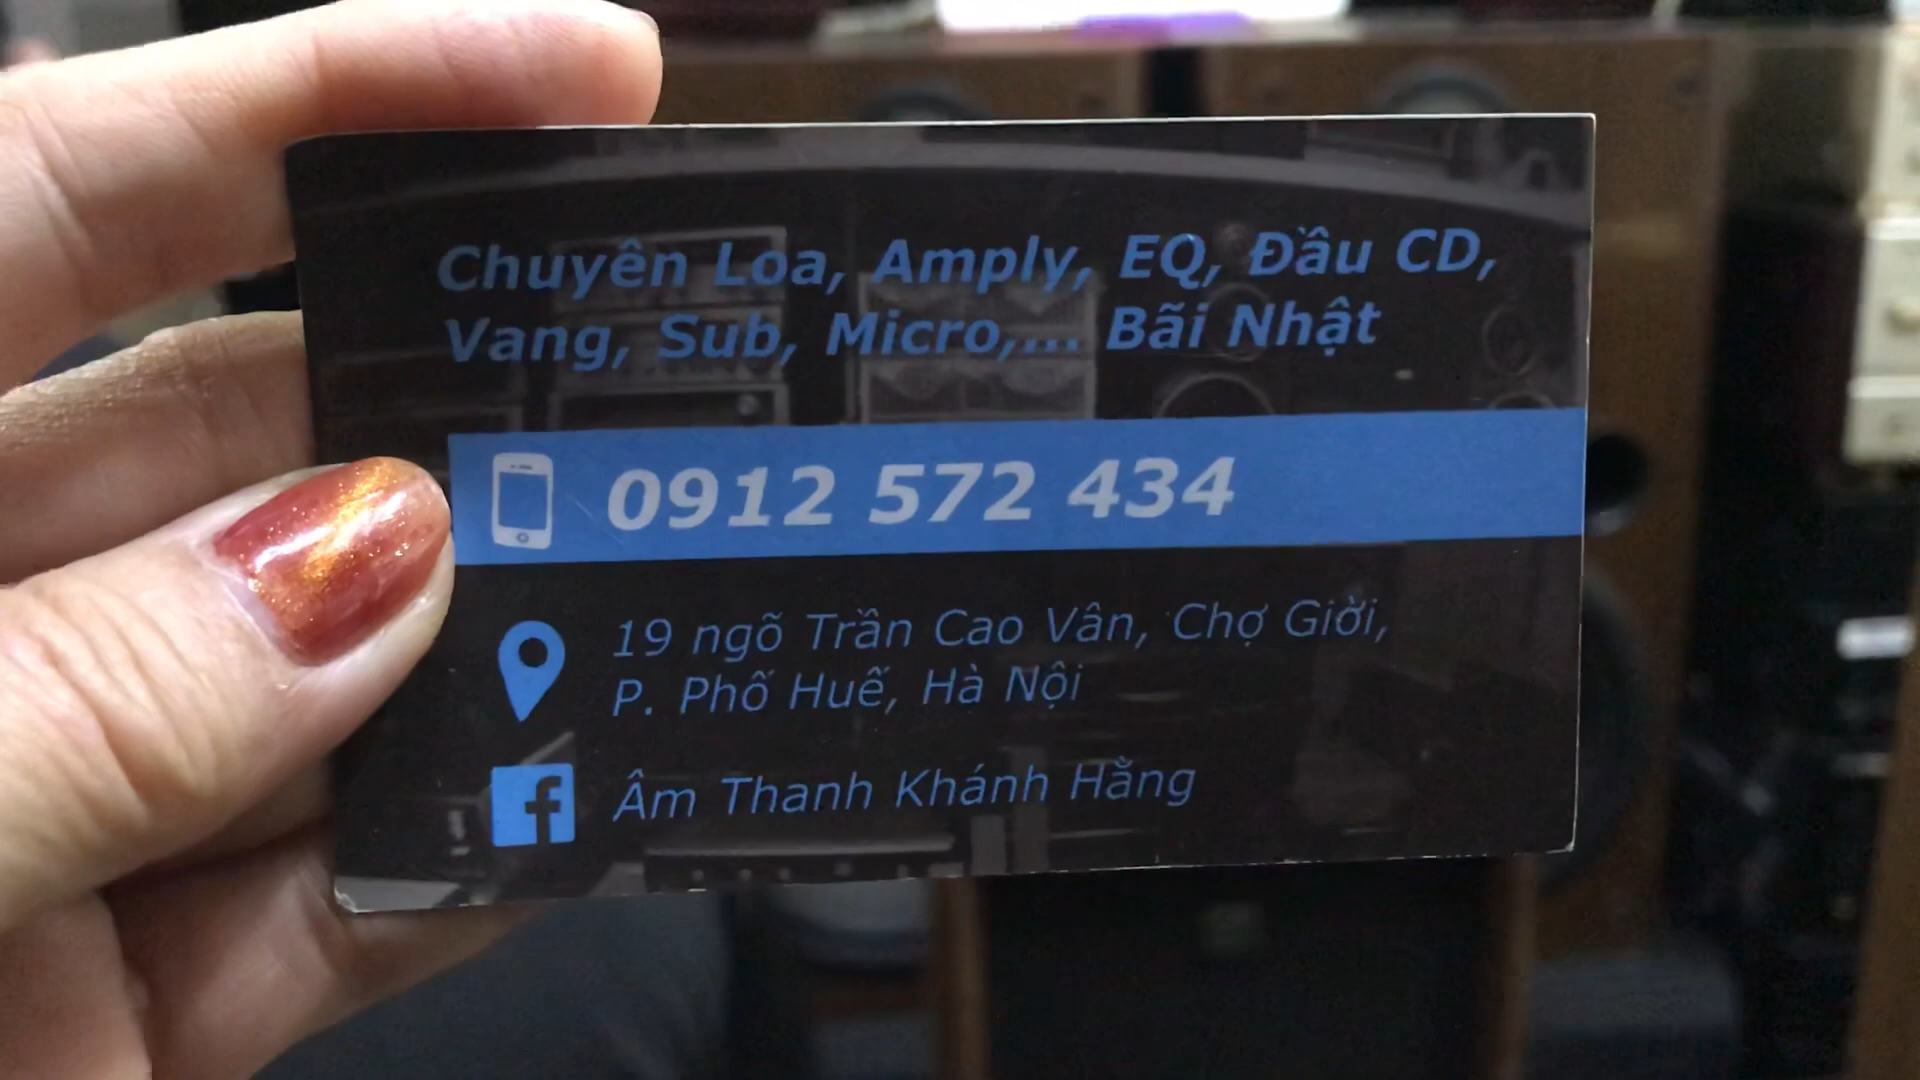 Chuyên Loa, Amply, EQ, Đầu CD,
Vang, Sub, Micro,... Bãi Nhật
0912 572 434
19 ngõ Trần Cao Vân, Chợ Giời,
P. Phố Huế, Hà Nội
Âm Thanh Khánh Hằng